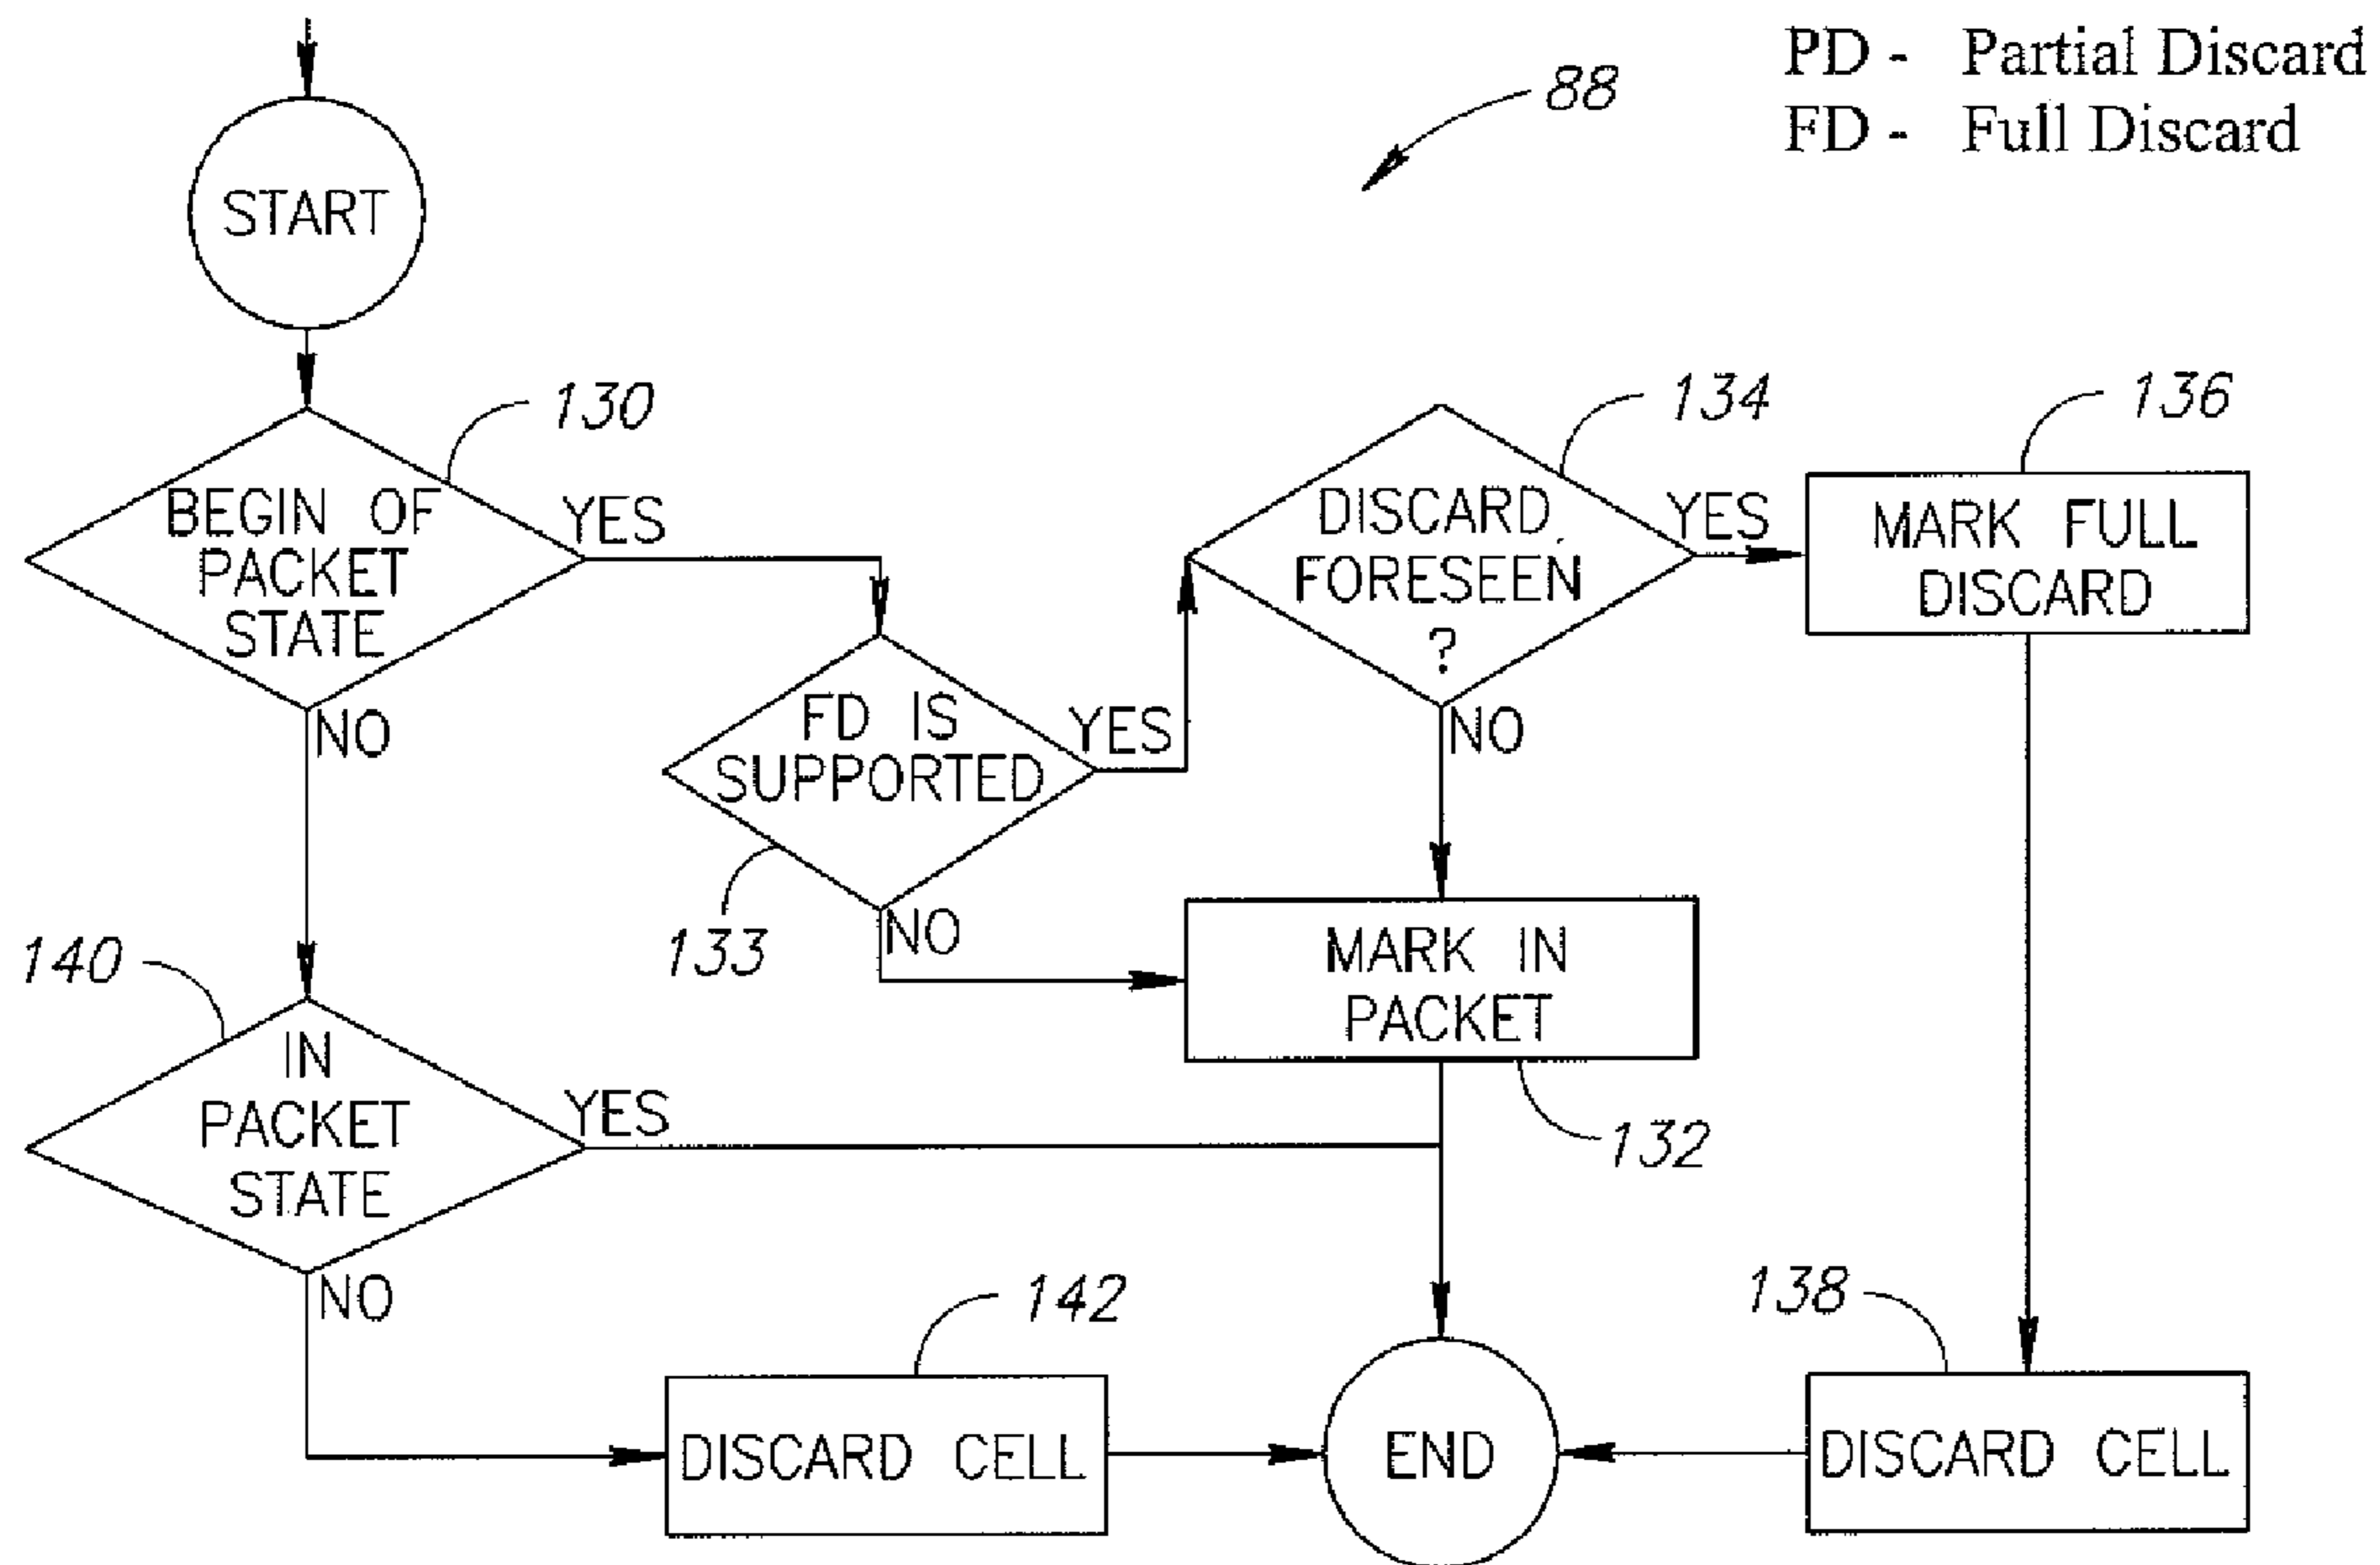 PD - Partial Discard
FD - Full Discard
88
START
130
BEGIN OF
PACKET
STATE
YES
NO
134
DISCARD
FORESEEN
?
YES
NO
136
MARK FULL
DISCARD
FD IS
SUPPORTED
YES
NO
133
MARK IN
PACKET
132
140
IN
PACKET
STATE
YES
NO
142
DISCARD CELL
END
138
DISCARD CELL